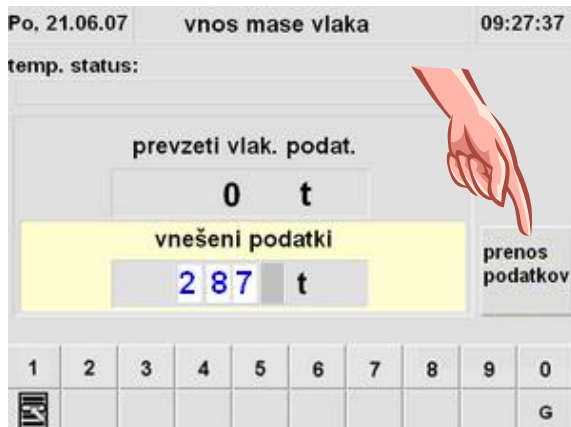 Po, 21.06.07 vnos mase vlaka 09:27:37
temp. status:
prevzeti vlak. podat.
0 t
vnešeni podatki
287 t
prenos
podatkov
1 2 3 4 5 6 7 8 9 0
G